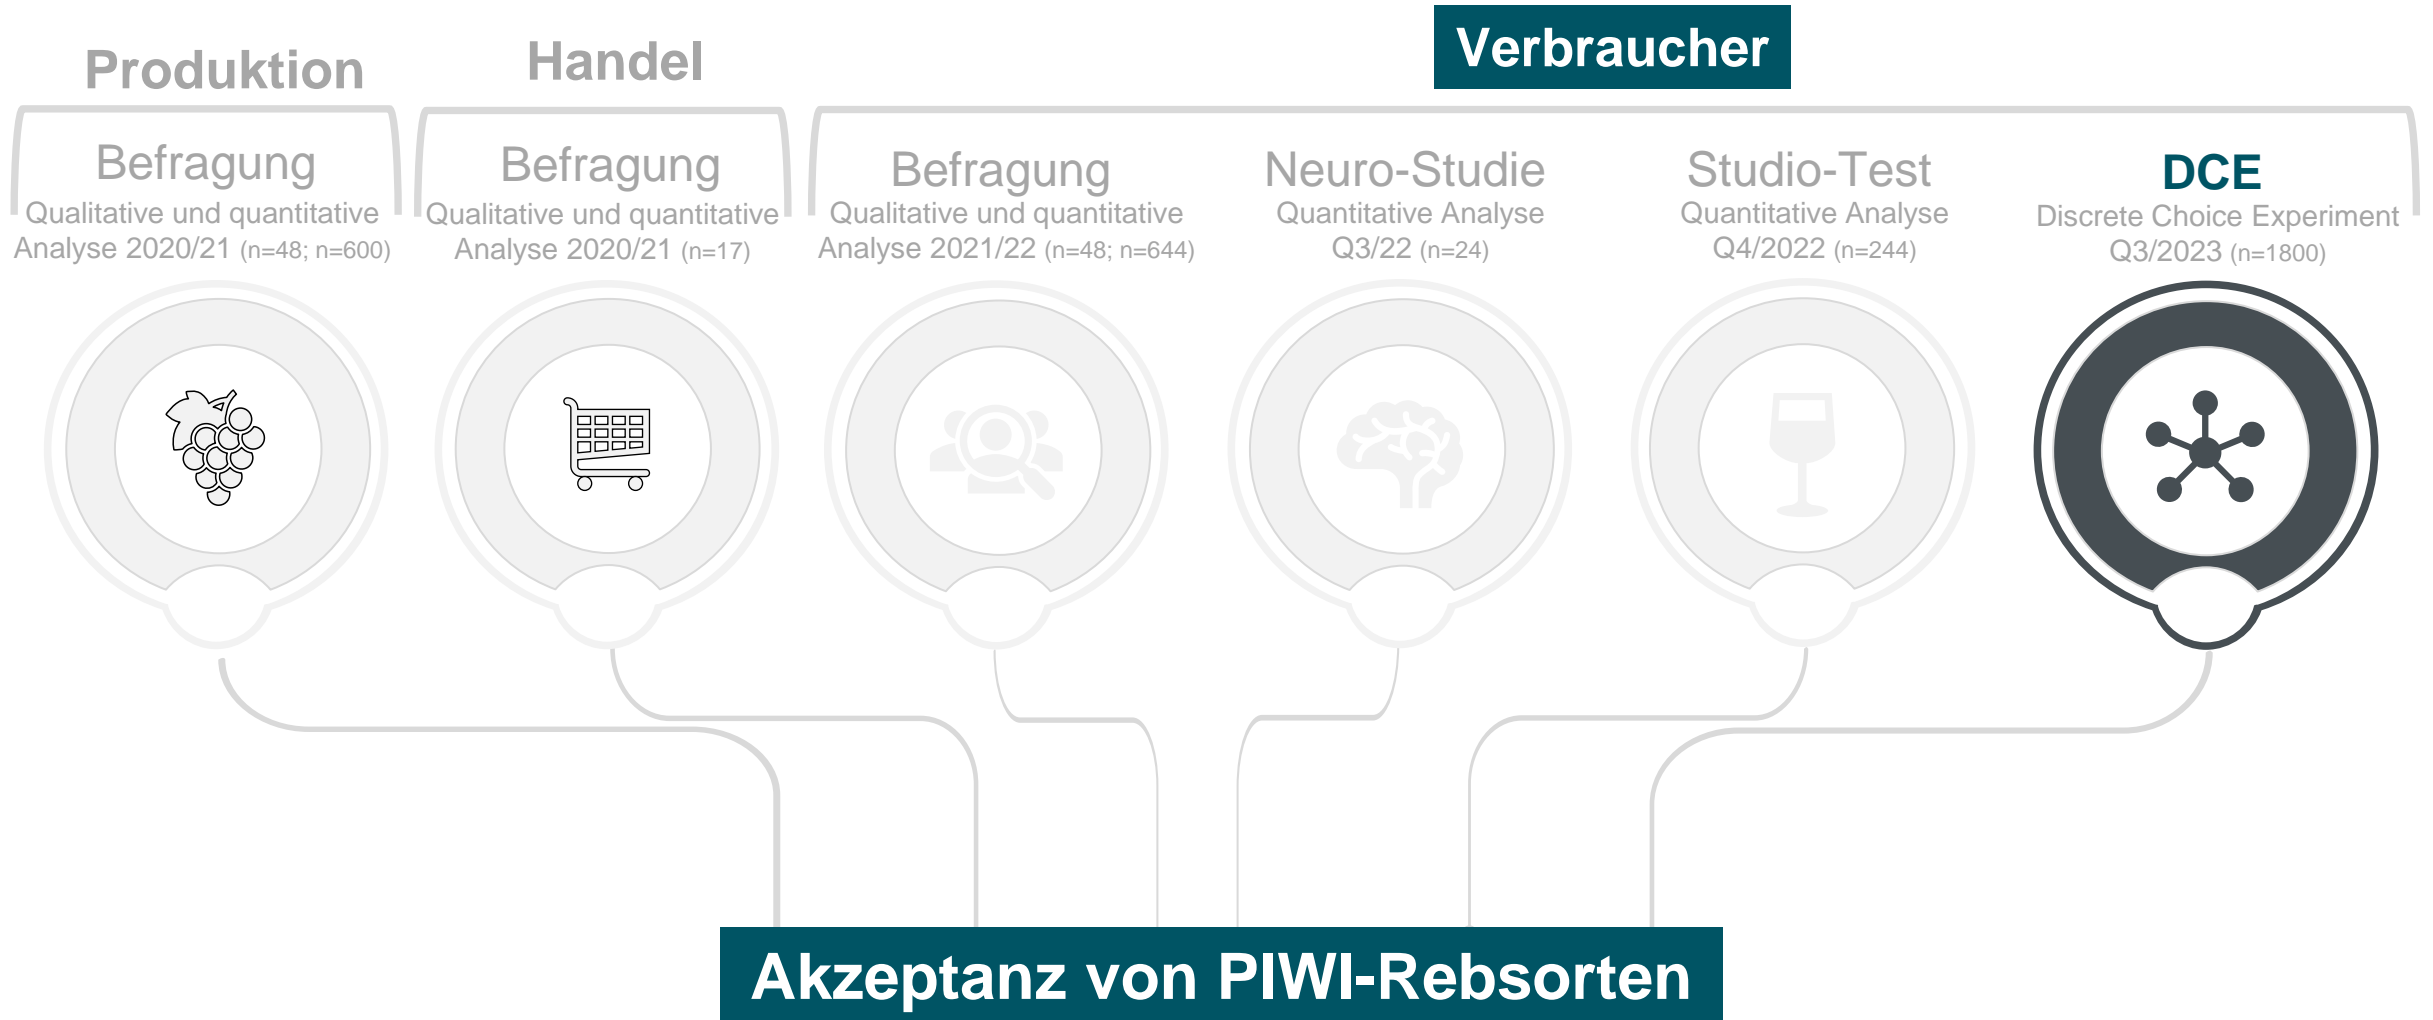 Produktion
Handel
Verbraucher
Befragung
Qualitative und quantitative
Analyse 2020/21 (n=48; n=600)
Befragung
Qualitative und quantitative
Analyse 2020/21 (n=17)
Befragung
Qualitative und quantitative
Analyse 2021/22 (n=48; n=644)
Neuro-Studie
Quantitative Analyse
Q3/22 (n=24)
Studio-Test
Quantitative Analyse
Q4/2022 (n=244)
DCE
Discrete Choice Experiment
Q3/2023 (n=1800)
Akzeptanz von PIWI-Rebsorten